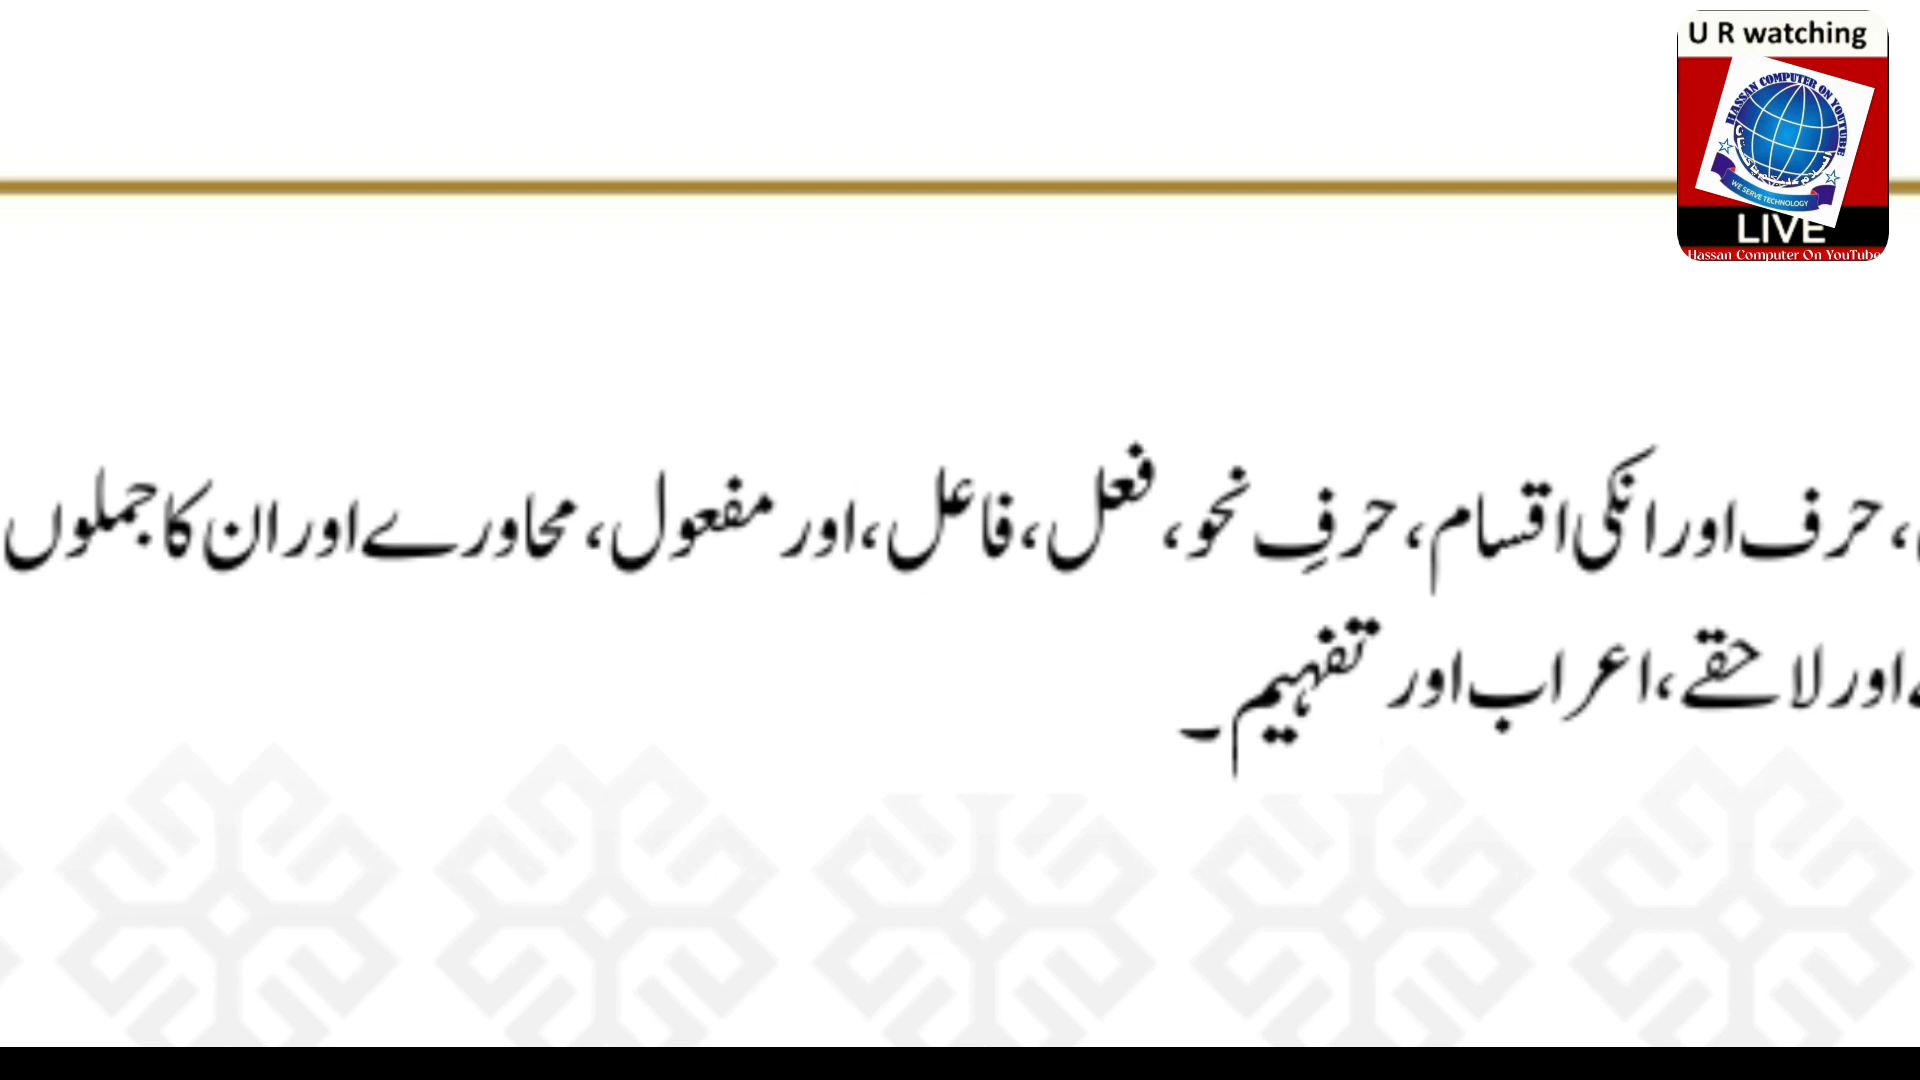 U R watching
HASSAN COMPUTER ON YOUTUBE
WE SERVE TECHNOLOGY
LIVE
Hassan Computer On YouTube
، حرف اور انکی اقسام، حرفِ نحو، فعل، فاعل، اور مفعول، محاورے اور ان کا جملوں
اور لاحقے، اعراب اور تفہیم۔